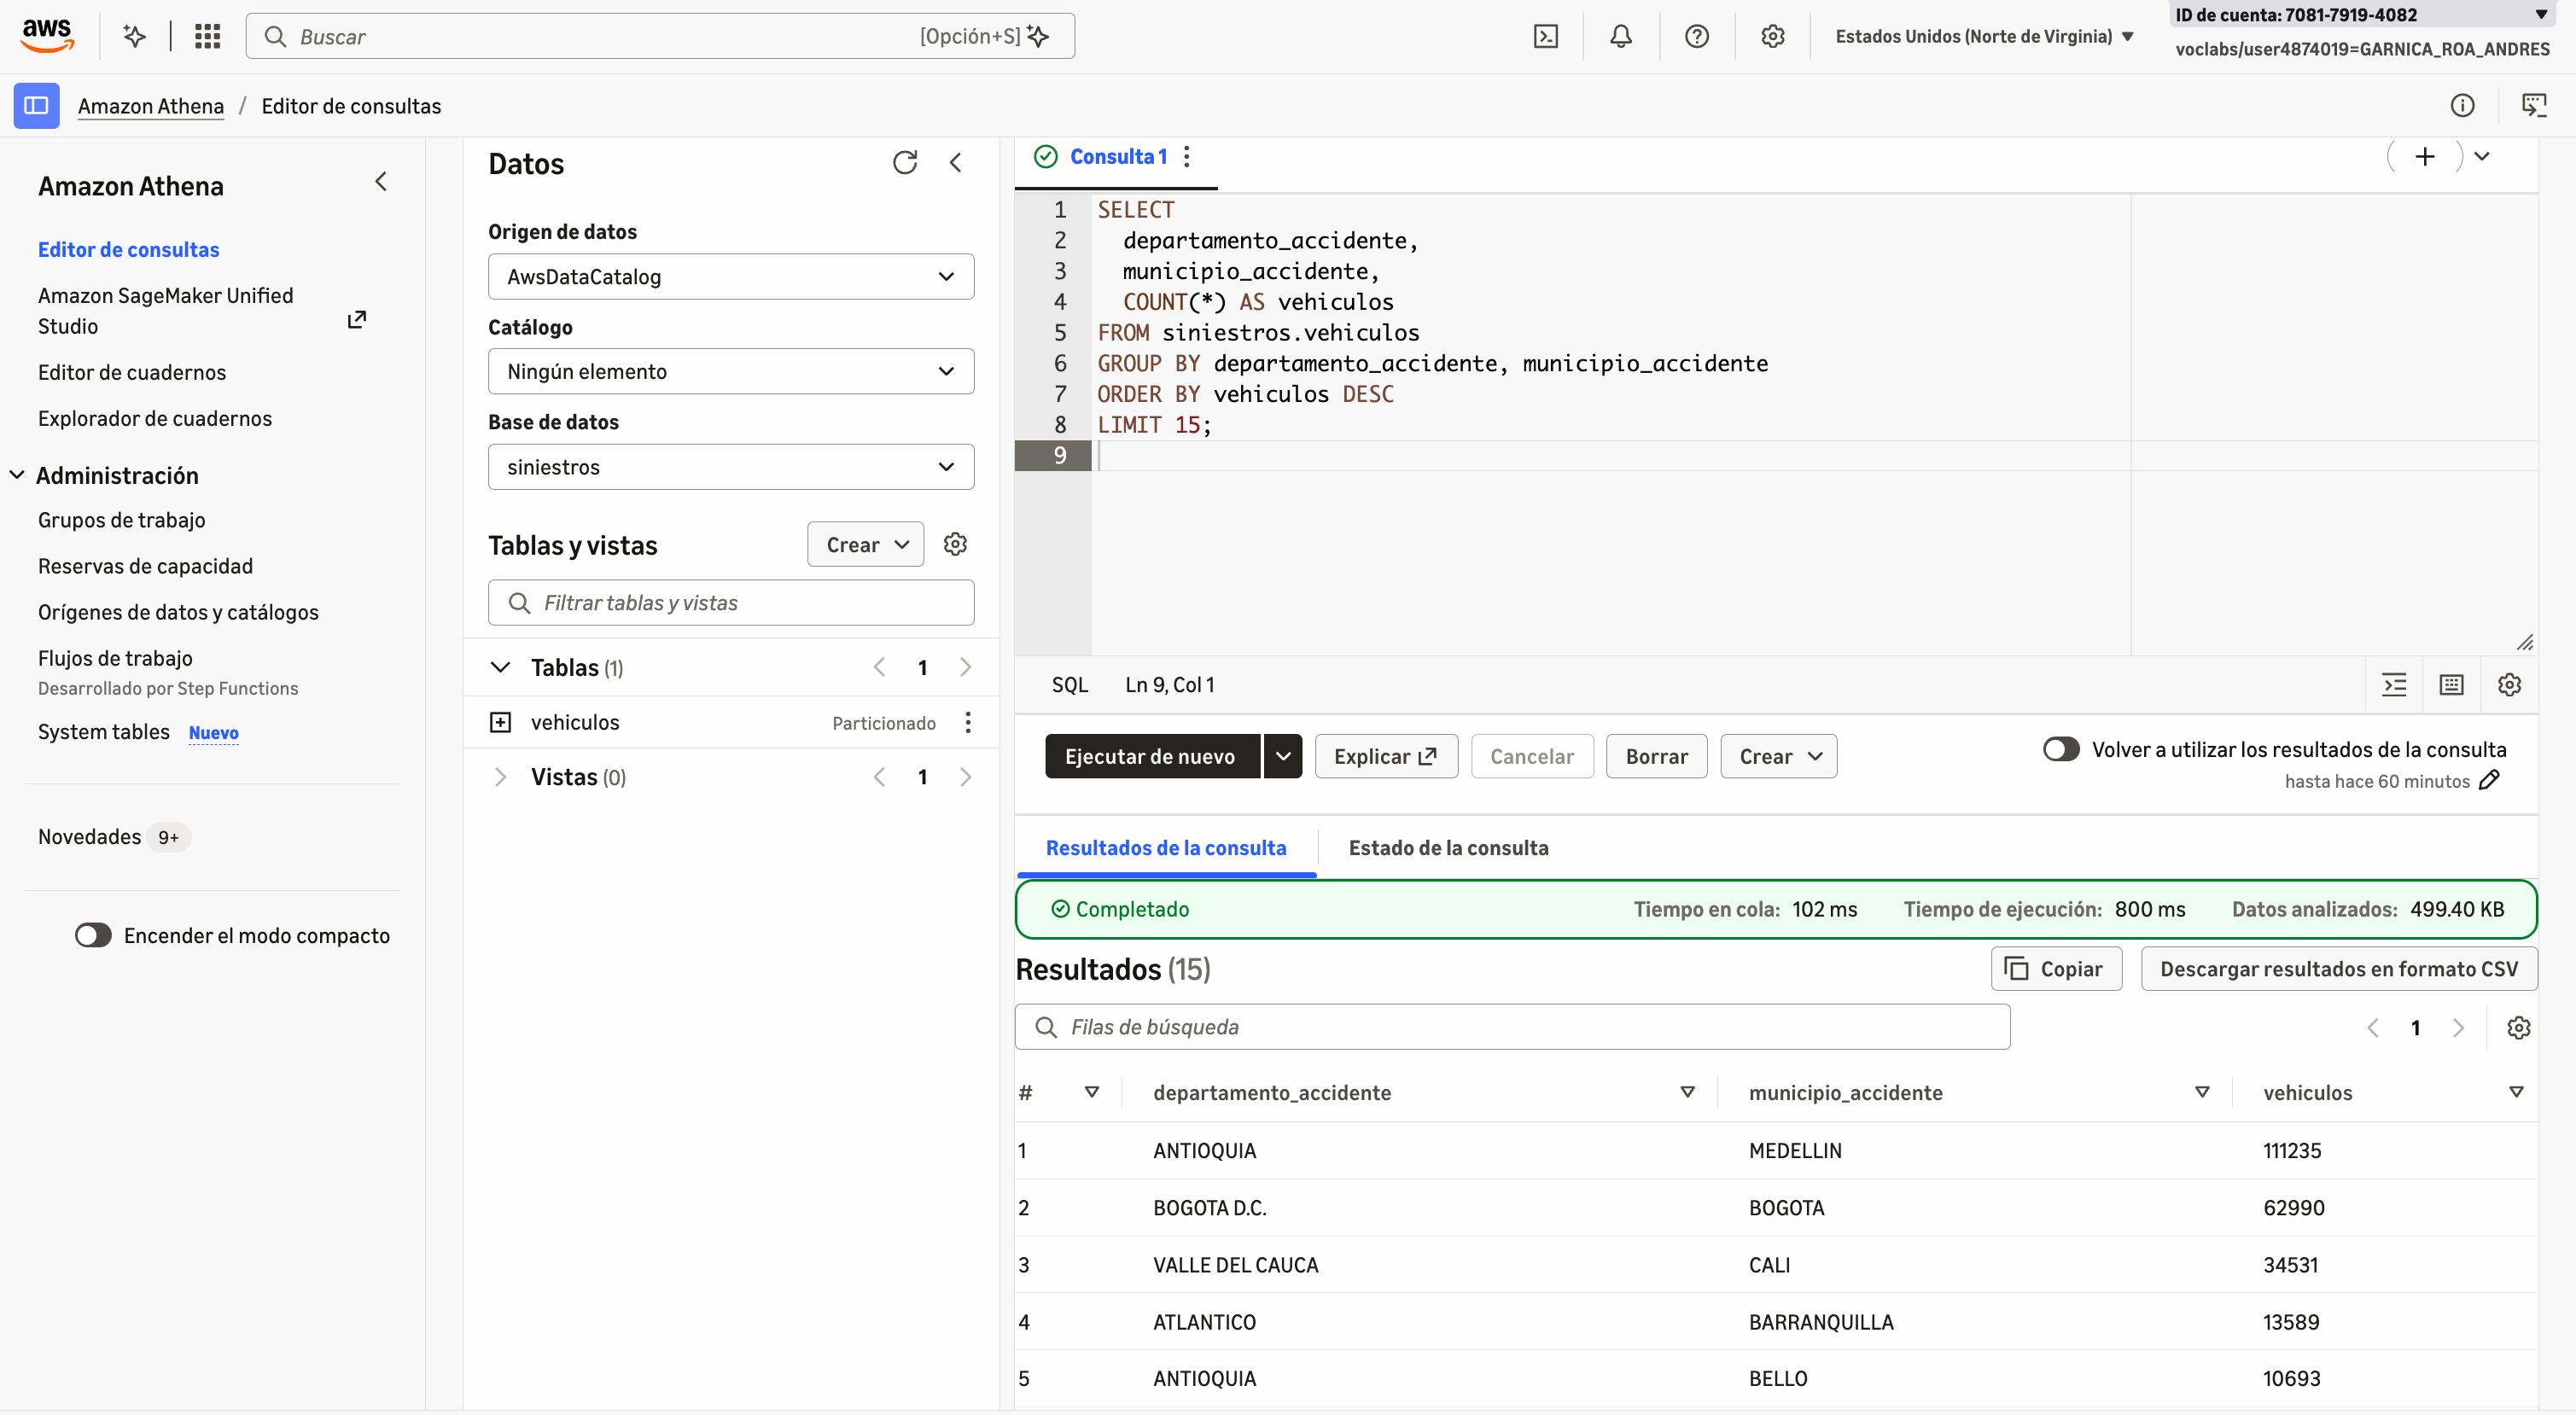 aws
Buscar
[Opción+S]
Estados Unidos (Norte de Virginia)
ID de cuenta: 7081-7919-4082
voclabs/user4874019=GARNICA_ROA_ANDRES
Amazon Athena / Editor de consultas
Amazon Athena
Editor de consultas
Amazon SageMaker Unified
Studio
Editor de cuadernos
Explorador de cuadernos
Administración
Grupos de trabajo
Reservas de capacidad
Orígenes de datos y catálogos
Flujos de trabajo
Desarrollado por Step Functions
System tables Nuevo
Novedades 9+
Encender el modo compacto
Datos
Origen de datos
AwsDataCatalog
Catálogo
Ningún elemento
Base de datos
siniestros
Tablas y vistas
Crear
Filtrar tablas y vistas
Tablas (1)
1
vehiculos
Particionado
Vistas (0)
1
Consulta 1
1 SELECT
2 departamento_accidente,
3 municipio_accidente,
4 COUNT(*) AS vehiculos
5 FROM siniestros.vehiculos
6 GROUP BY departamento_accidente, municipio_accidente
7 ORDER BY vehiculos DESC
8 LIMIT 15;
9
SQL Ln 9, Col 1
Ejecutar de nuevo
Explicar
Cancelar
Borrar
Crear
Volver a utilizar los resultados de la consulta
hasta hace 60 minutos
Resultados de la consulta
Estado de la consulta
Completado
Tiempo en cola: 102 ms
Tiempo de ejecución: 800 ms
Datos analizados: 499.40 KB
Resultados (15)
Copiar
Descargar resultados en formato CSV
Filas de búsqueda
1
# departamento_accidente municipio_accidente vehiculos
1 ANTIOQUIA MEDELLIN 111235
2 BOGOTA D.C. BOGOTA 62990
3 VALLE DEL CAUCA CALI 34531
4 ATLANTICO BARRANQUILLA 13589
5 ANTIOQUIA BELLO 10693